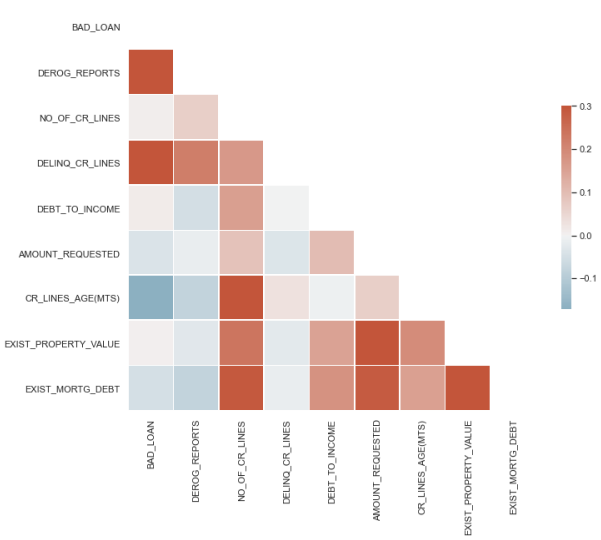 BAD_LOAN
DEROG_REPORTS
NO_OF_CR_LINES
DELINQ_CR_LINES
DEBT_TO_INCOME
AMOUNT_REQUESTED
CR_LINES_AGE(MTS)
EXIST_PROPERTY_VALUE
EXIST_MORTG_DEBT
0.3
0.2
0.1
0.0
−0.1
BAD_LOAN
DEROG_REPORTS
NO_OF_CR_LINES
DELINQ_CR_LINES
DEBT_TO_INCOME
AMOUNT_REQUESTED
CR_LINES_AGE(MTS)
EXIST_PROPERTY_VALUE
EXIST_MORTG_DEBT